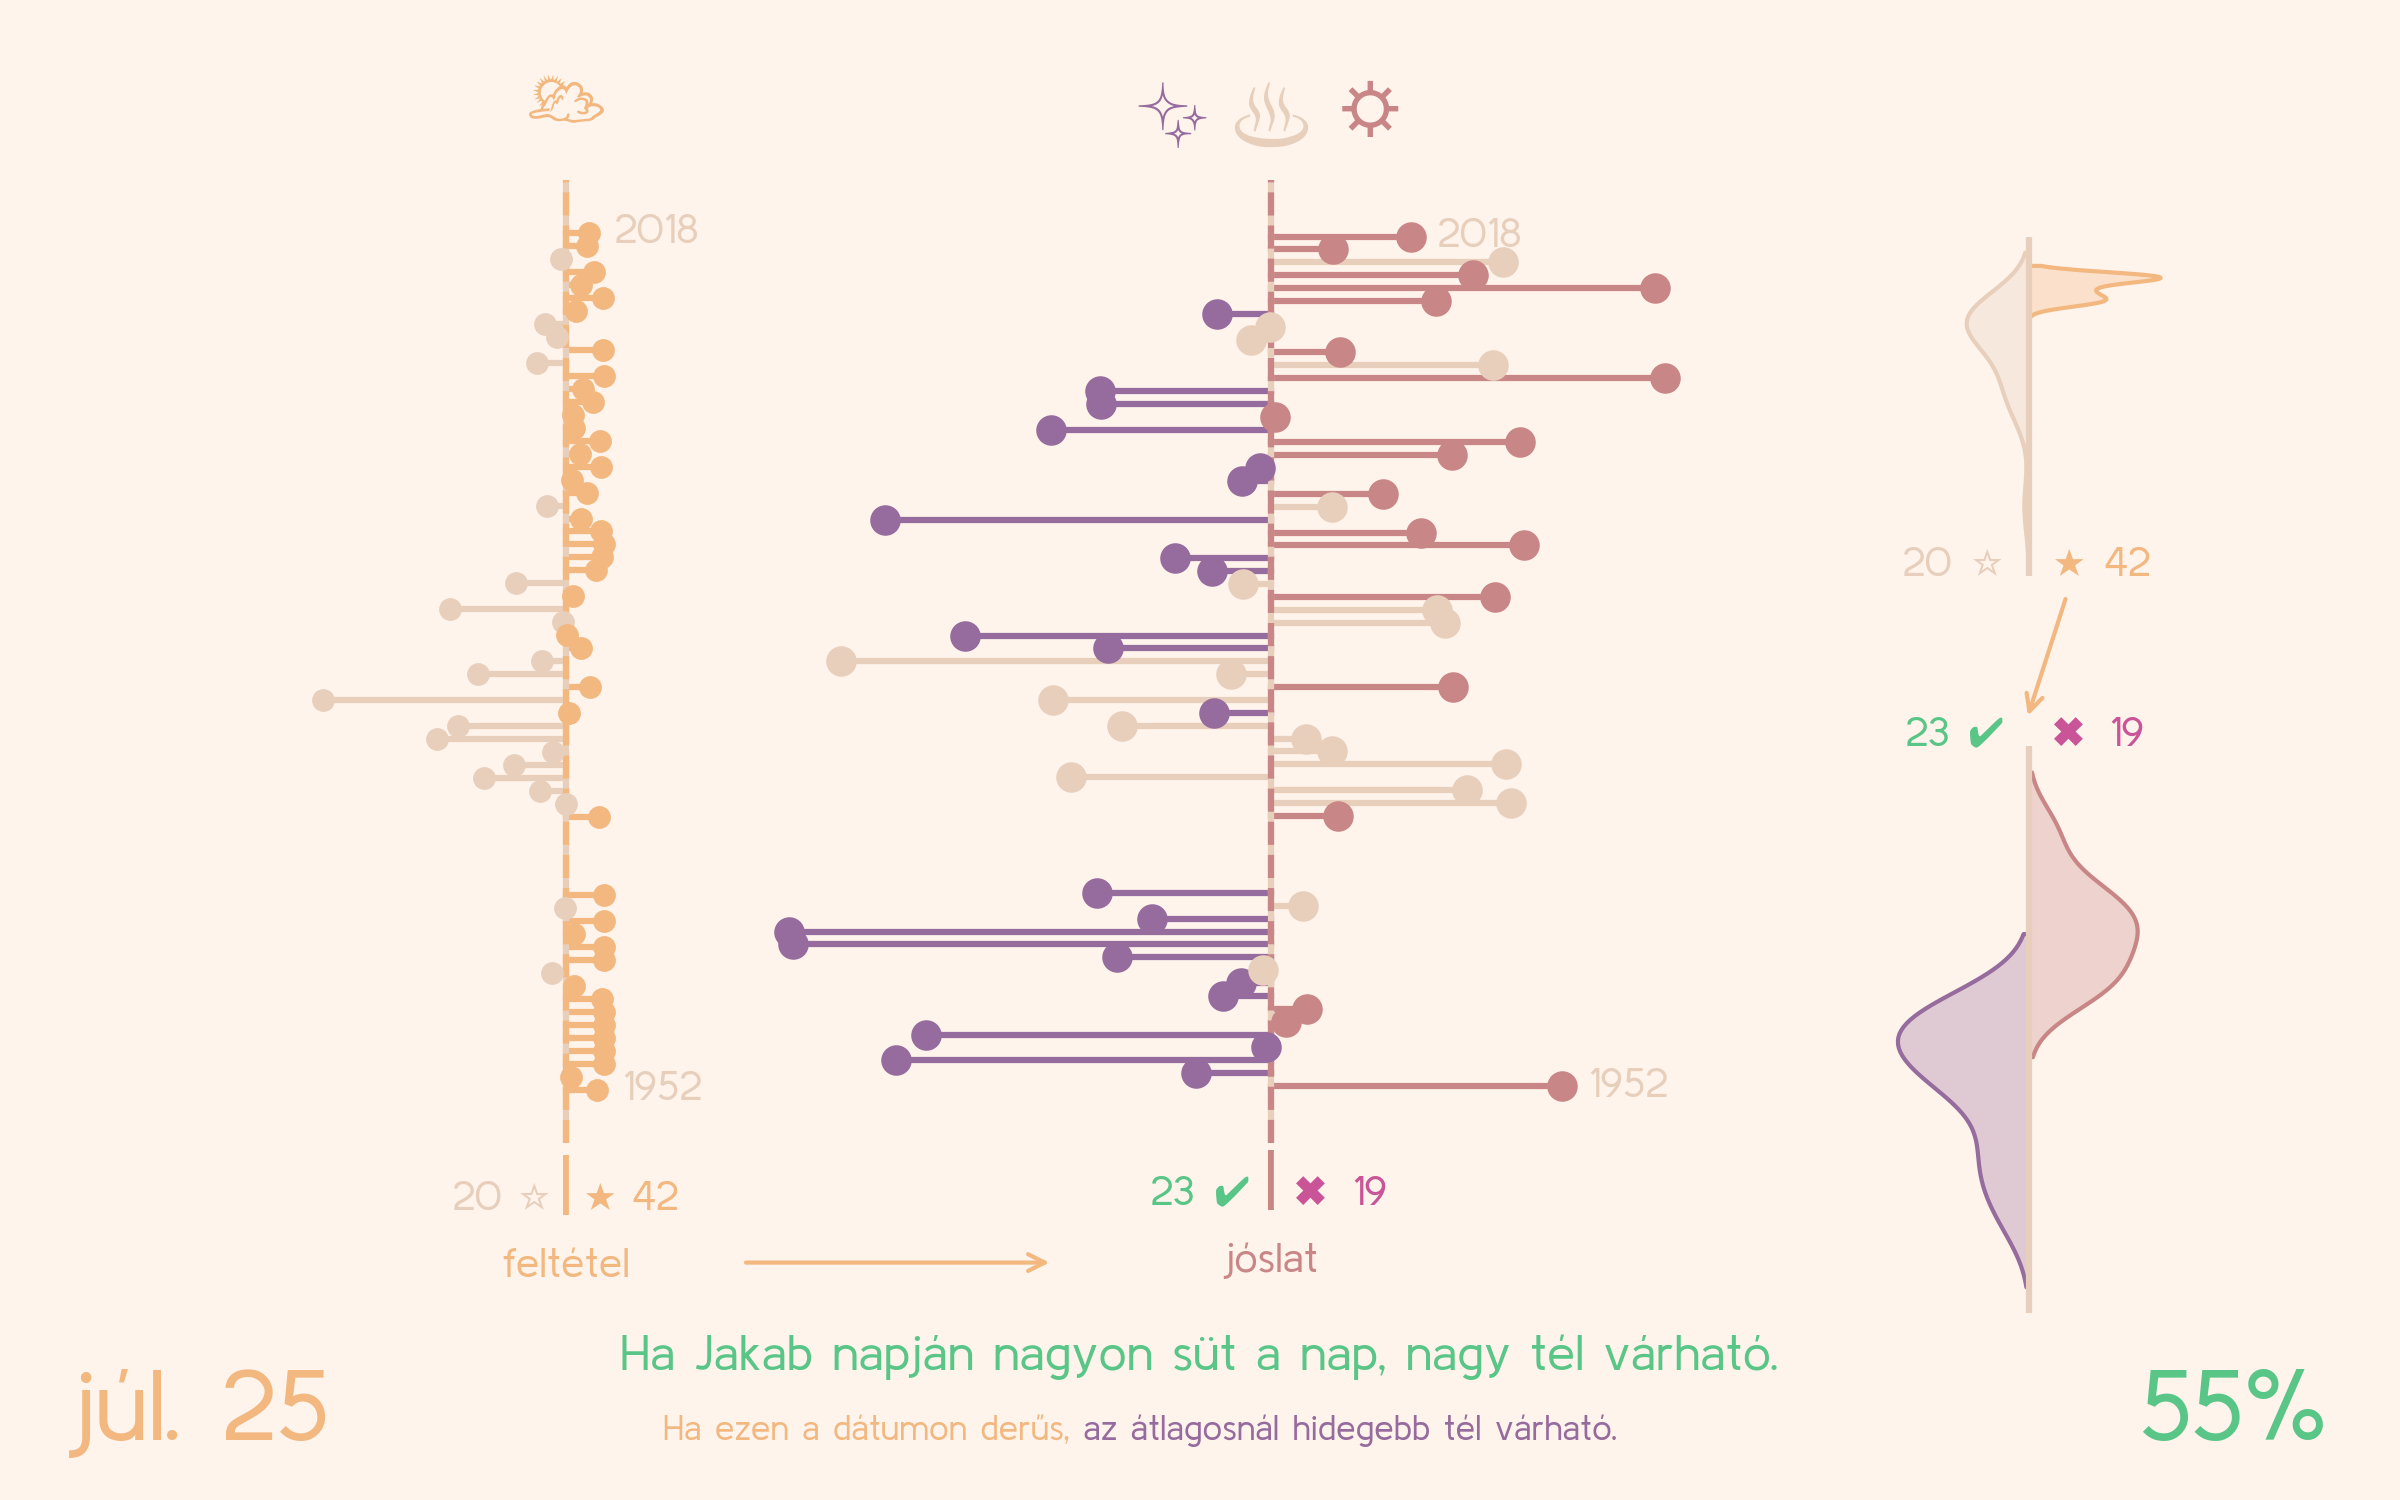 2018
2018
20 ☆ ★ 42
23 ✔ ✖ 19
1952
1952
20 ☆ ★ 42
23 ✔ ✖ 19
feltétel
jóslat
Ha Jakab napján nagyon süt a nap, nagy tél várható.
júl. 25
55%
Ha ezen a dátumon derűs, az átlagosnál hidegebb tél várható.